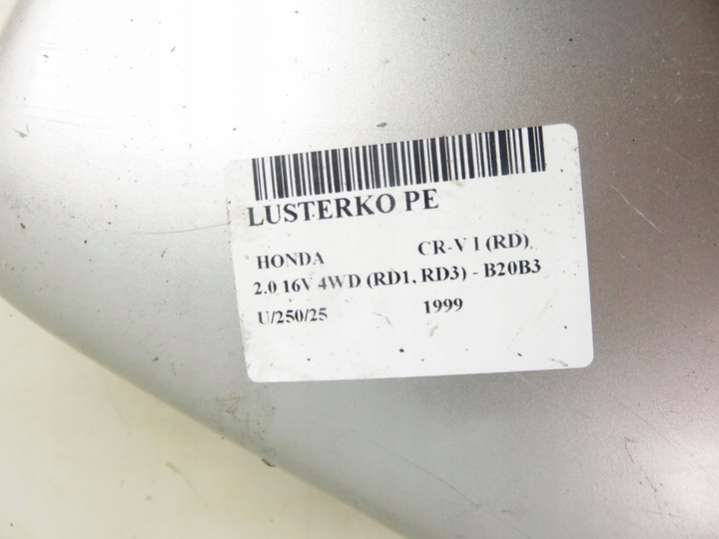 LUSTERKO PE
HONDA CR-V I (RD)
2.0 16V 4WD (RD1, RD3) - B20B3
U/250/25 1999